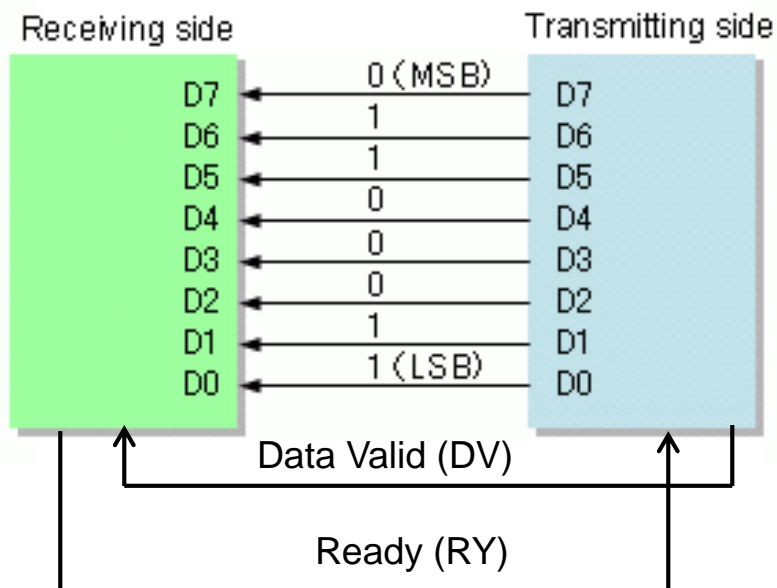 Receiving side
Transmitting side
D7 0 (MSB) D7
D6 1 D6
D5 1 D5
D4 0 D4
D3 0 D3
D2 0 D2
D1 1 D1
D0 1 (LSB) D0
Data Valid (DV)
Ready (RY)